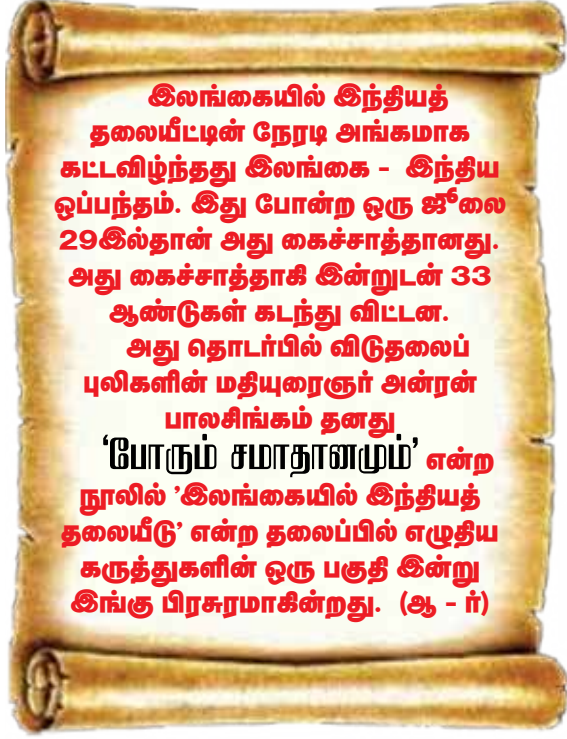 இலங்கையில் இந்தியத்
தலையீட்டின் நேரடி அங்கமாக
கட்டவிழ்ந்தது இலங்கை - இந்திய
ஒப்பந்தம். இது போன்ற ஒரு ஜூலை
29இல்தான் அது கைச்சாத்தானது.
அது கைச்சாத்தாகி இன்றுடன் 33
ஆண்டுகள் கடந்து விட்டன.
அது தொடர்பில் விடுதலைப்
புலிகளின் மதியுரைஞர் அன்ரன்
பாலசிங்கம் தனது
‘போரும் சமாதானமும்’ என்ற
நூலில் ’இலங்கையில் இந்தியத்
தலையீடு’ என்ற தலைப்பில் எழுதிய
கருத்துகளின் ஒரு பகுதி இன்று
இங்கு பிரசுரமாகின்றது. (ஆ - ர்)